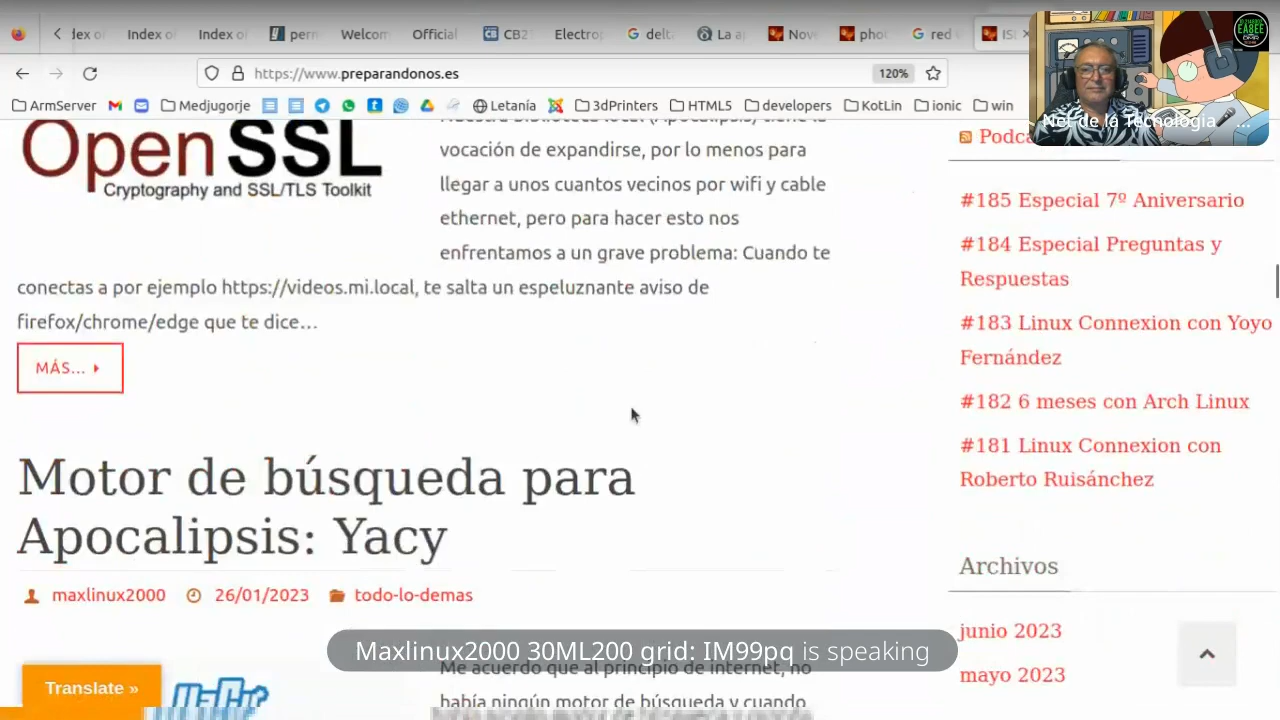 dex o
Index o
Index o
pern
Welcom
Official
CB2
Electro
delt
La a
Nov
pho
red
IS
https://www.preparandonos.es
120%
ArmServer
Medjugorje
Letanía
3dPrinters
HTML5
developers
KotLin
ionic
win
EA8EE
DMR
Nel de la Tecnología ...
Open SSL
Cryptography and SSL/TLS Toolkit
vocación de expandirse, por lo menos para
llegar a unos cuantos vecinos por wifi y cable
ethernet, pero para hacer esto nos
enfrentamos a un grave problema: Cuando te
conectas a por ejemplo https://videos.mi.local, te salta un espeluznante aviso de
firefox/chrome/edge que te dice…
MÁS...
Motor de búsqueda para
Apocalipsis: Yacy
maxlinux2000
26/01/2023
todo-lo-demas
Me acuerdo que al principio de internet, no
había ningún motor de búsqueda y cuando
Translate »
Maxlinux2000 30ML200 grid: IM99pq is speaking
Podca
#185 Especial 7º Aniversario
#184 Especial Preguntas y
Respuestas
#183 Linux Connexion con Yoyo
Fernández
#182 6 meses con Arch Linux
#181 Linux Connexion con
Roberto Ruisánchez
Archivos
junio 2023
mayo 2023